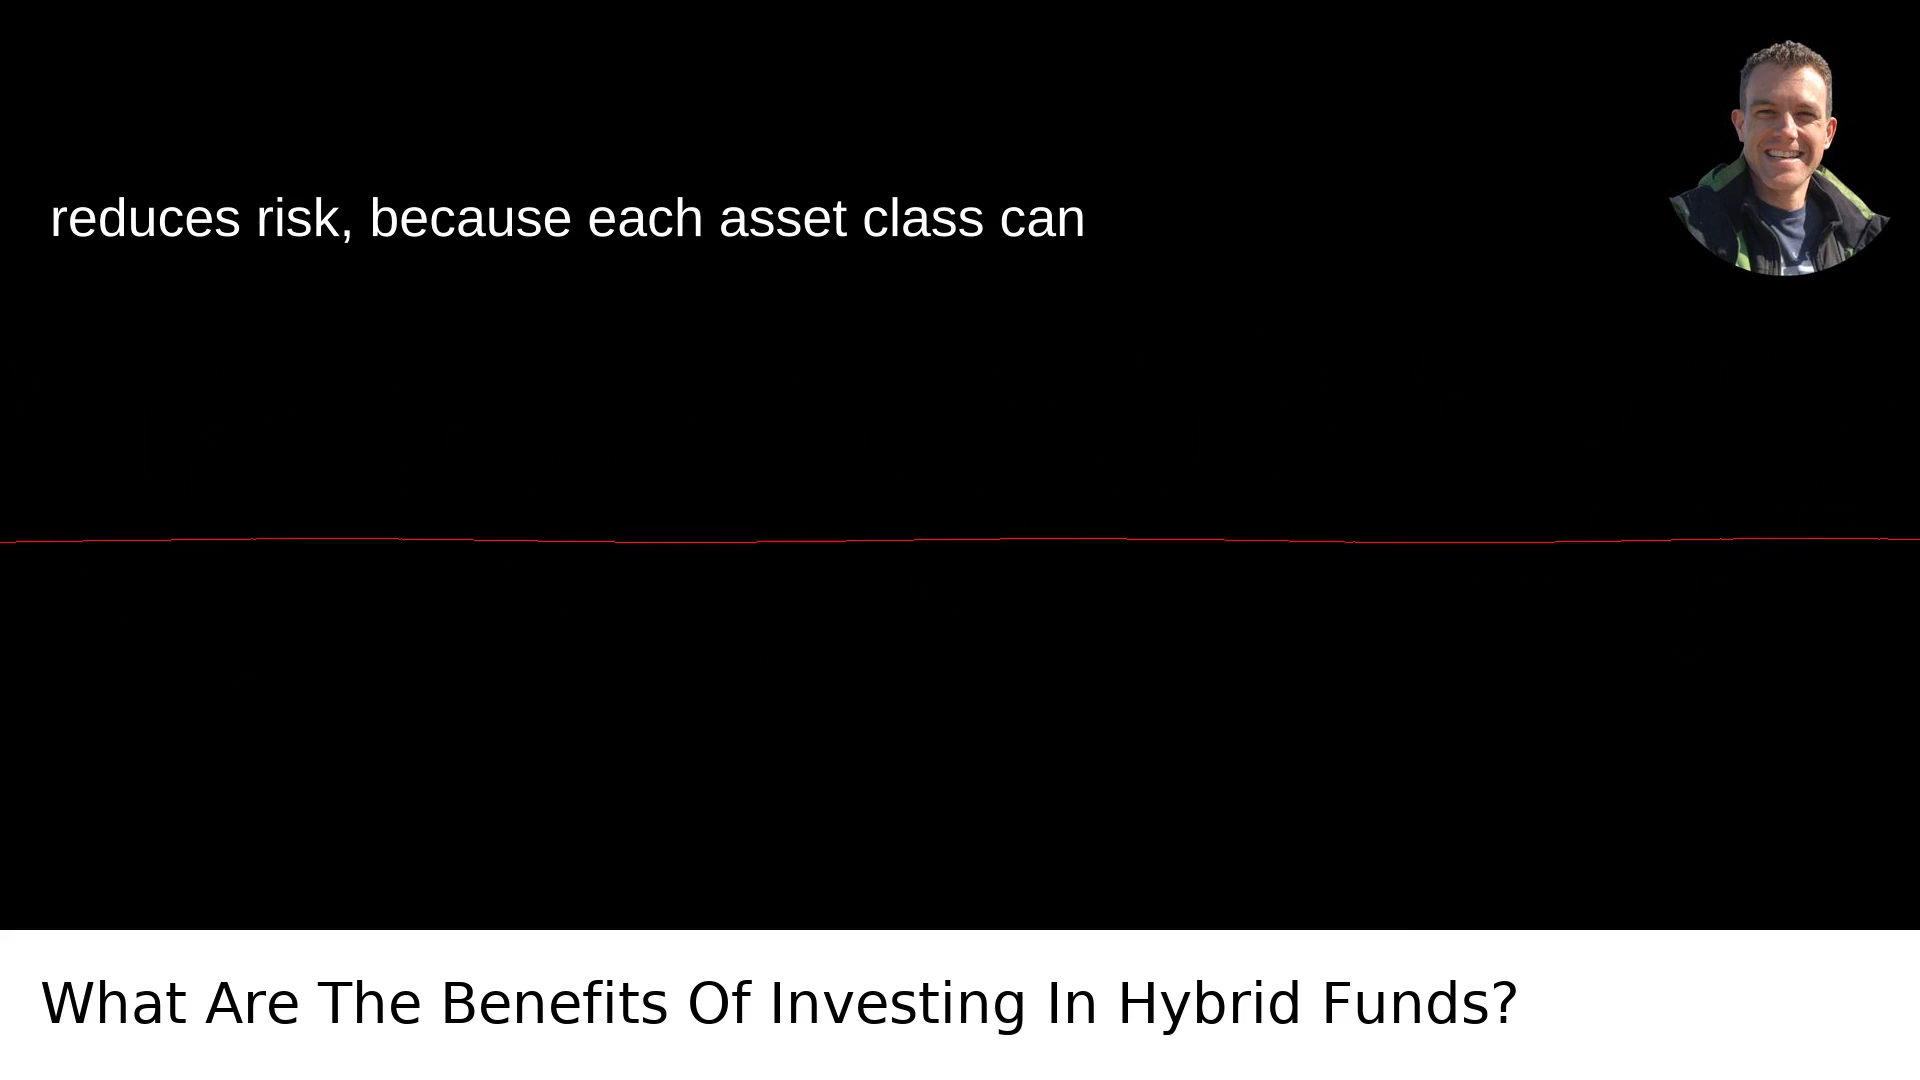 reduces risk, because each asset class can
What Are The Benefits Of Investing In Hybrid Funds?